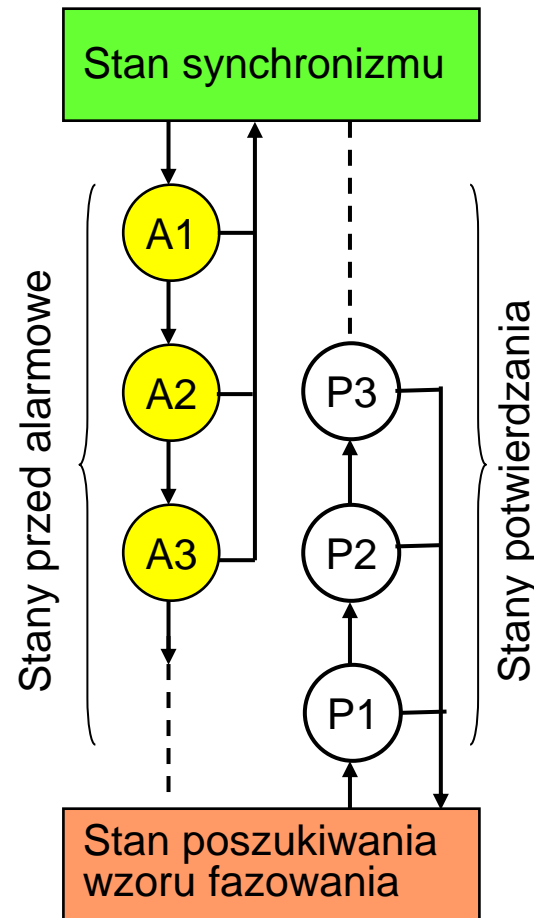 Stan synchronizmu
A1
A2
A3
P3
P2
P1
Stany przed alarmowe
Stany potwierdzania
Stan poszukiwania
wzoru fazowania